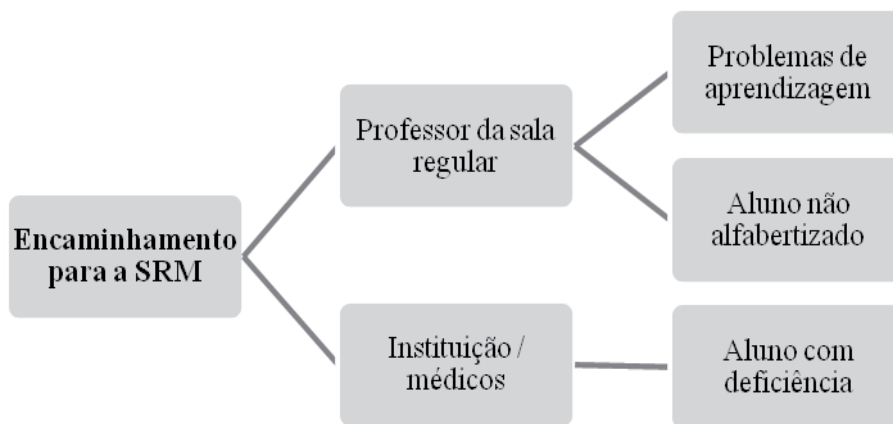 Encaminhamento
para a SRM
Professor da sala
regular
Problemas de
aprendizagem
Aluno não
alfabertizado
Instituição /
médicos
Aluno com
deficiência